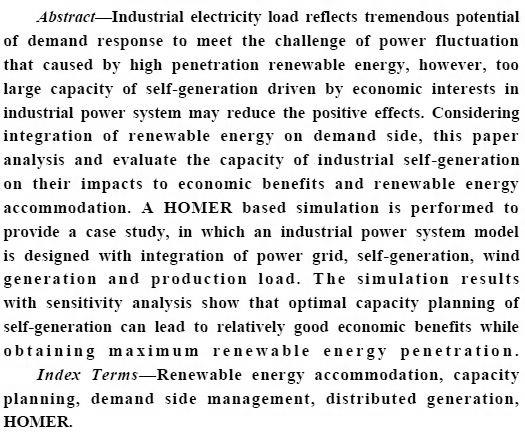 Abstract—Industrial electricity load reflects tremendous potential
of demand response to meet the challenge of power fluctuation
that caused by high penetration renewable energy, however, too
large capacity of self-generation driven by economic interests in
industrial power system may reduce the positive effects. Considering
integration of renewable energy on demand side, this paper
analysis and evaluate the capacity of industrial self-generation
on their impacts to economic benefits and renewable energy
accommodation. A HOMER based simulation is performed to
provide a case study, in which an industrial power system model
is designed with integration of power grid, self-generation, wind
generation and production load. The simulation results
with sensitivity analysis show that optimal capacity planning of
self-generation can lead to relatively good economic benefits while
obtaining maximum renewable energy penetration.
Index Terms—Renewable energy accommodation, capacity
planning, demand side management, distributed generation,
HOMER.